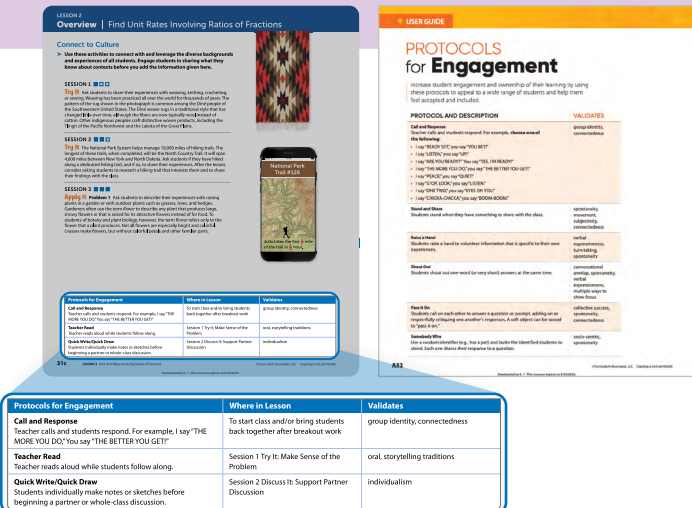 LESSON 2
Overview | Find Unit Rates Involving Ratios of Fractions
Connect to Culture
➤ Use these activities to connect with and leverage the diverse backgrounds
and experiences of all students. Engage students in sharing what they
know about contexts before you add the information given here.
SESSION 1
Try It Ask students to share their experiences with weaving, knitting, crocheting,
or sewing. Weaving has been practiced all over the world for thousands of years. The
pattern of the rug shown in the photograph is common among the Diné people of
the Southwestern United States. The Diné weave rugs in a traditional style that has
changed little over time, although the fibers are now typically wool instead of
cotton. Other indigenous peoples craft distinctive woven products, including the
Tlingit of the Pacific Northwest and the Lakota of the Great Plains.
SESSION 2
Try It The National Park System helps manage 18,000 miles of hiking trails. The
longest of these trails, when completed, will be the North Country Trail. It will span
4,600 miles between New York and North Dakota. Ask students if they have hiked
along a dedicated hiking trail, and if so, to share their experiences. After the lesson,
consider asking students to research a hiking trail that interests them and to share
their findings with the class.
SESSION 3
Apply It Problem 1 Ask students to describe their experiences with raising
plants in a garden or with outdoor plants such as grasses, trees, and hedges.
Gardeners often use the term flower to describe any plant that produces large,
showy flowers or that is raised for its attractive flowers instead of for food. To
students of botany and plant biology, however, the term flower refers only to the
flower that a plant produces. Not all flowers are especially bright and colorful.
Grasses make flowers, but without colorful petals and other familiar parts.
National Park
Trail #126
Protocols for Engagement Where in Lesson Validates
Call and Response
Teacher calls and students respond. For example, I say "THE
MORE YOU DO," You say "THE BETTER YOU GET!"
To start class and/or bring students
back together after breakout work
group identity, connectedness
Teacher Read
Teacher reads aloud while students follow along.
Session 1 Try It: Make Sense of the
Problem
oral, storytelling traditions
Quick Write/Quick Draw
Students individually make notes or sketches before
beginning a partner or whole-class discussion.
Session 2 Discuss It: Support Partner
Discussion
individualism
31c LESSON 2 Find Unit Rates Involving Ratios of Fractions
©Curriculum Associates, LLC Copying is not permitted.
USER GUIDE
PROTOCOLS
for Engagement
Increase student engagement and ownership of their learning by using
these protocols to appeal to a wide range of students and help them
feel accepted and included.
PROTOCOL AND DESCRIPTION VALIDATES
Call and Response
Teacher calls and students respond. For example, choose one of
the following:
• I say "READY SET," you say "YOU BET!"
• I say "LISTEN," you say "UP!"
• I say "ARE YOU READY?" You say "YES, I'M READY!"
• I say "THE MORE YOU DO," you say "THE BETTER YOU GET!"
• I say "PEACE," you say "QUIET!"
• I say "STOP, LOOK," you say "LISTEN."
• I say "ONE TWO," you say "EYES ON YOU."
• I say "CHICKA-CHICKA," you say "BOOM-BOOM."
group identity,
connectedness
Stand and Share
Students stand when they have something to share with the class.
spontaneity,
movement,
subjectivity,
connectedness
Raise a Hand
Students raise a hand to volunteer information that is specific to their own
experiences.
verbal
expressiveness,
turn-taking,
spontaneity
Shout Out
Students shout out one-word (or very short) answers at the same time.
conversational
overlap, spontaneity,
verbal
expressiveness,
multiple ways to
show focus
Pass It On
Students call on each other to answer a question or prompt, adding on or
respectfully critiquing one another's responses. A soft object can be tossed
to "pass it on."
collective success,
spontaneity,
connectedness
Somebody Who
Use a random identifier (e.g., has a pet) and invite the identified students to
stand. Each one shares their response to a question.
socio-centric,
spontaneity
A52
©Curriculum Associates, LLC Copying is not permitted.
Protocols for Engagement Where in Lesson Validates
Call and Response
Teacher calls and students respond. For example, I say "THE
MORE YOU DO," You say "THE BETTER YOU GET!"
To start class and/or bring students
back together after breakout work
group identity, connectedness
Teacher Read
Teacher reads aloud while students follow along.
Session 1 Try It: Make Sense of the
Problem
oral, storytelling traditions
Quick Write/Quick Draw
Students individually make notes or sketches before
beginning a partner or whole-class discussion.
Session 2 Discuss It: Support Partner
Discussion
individualism